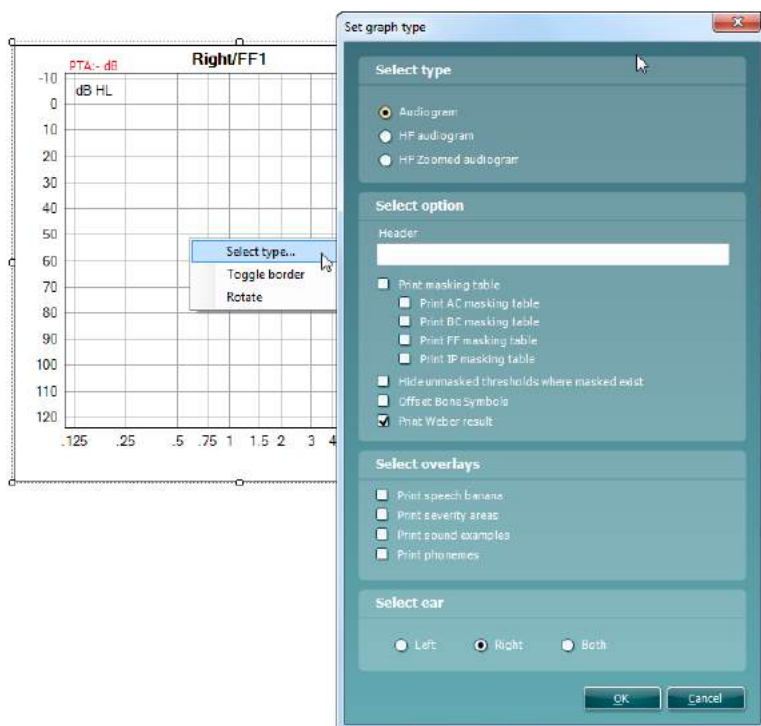 PTA:- dB
Right/FF1
dB HL
-10
0
10
20
30
40
50
60
70
80
90
100
110
120
.125 .25 .5 .75 1 1.5 2 3 4
Select type...
Toggle border
Rotate
Set graph type
Select type
Audiogram
HF audiogram
HF Zoomed audiogram
Select option
Header
Print masking table
Print AC masking table
Print BC masking table
Print FF masking table
Print IP masking table
Hide unmasked thresholds where masked exist
Offset Bone Symbols
Print Weber result
Select overlays
Print speech banana
Print severity areas
Print sound examples
Print phonemes
Select ear
Left Right Both
OK Cancel